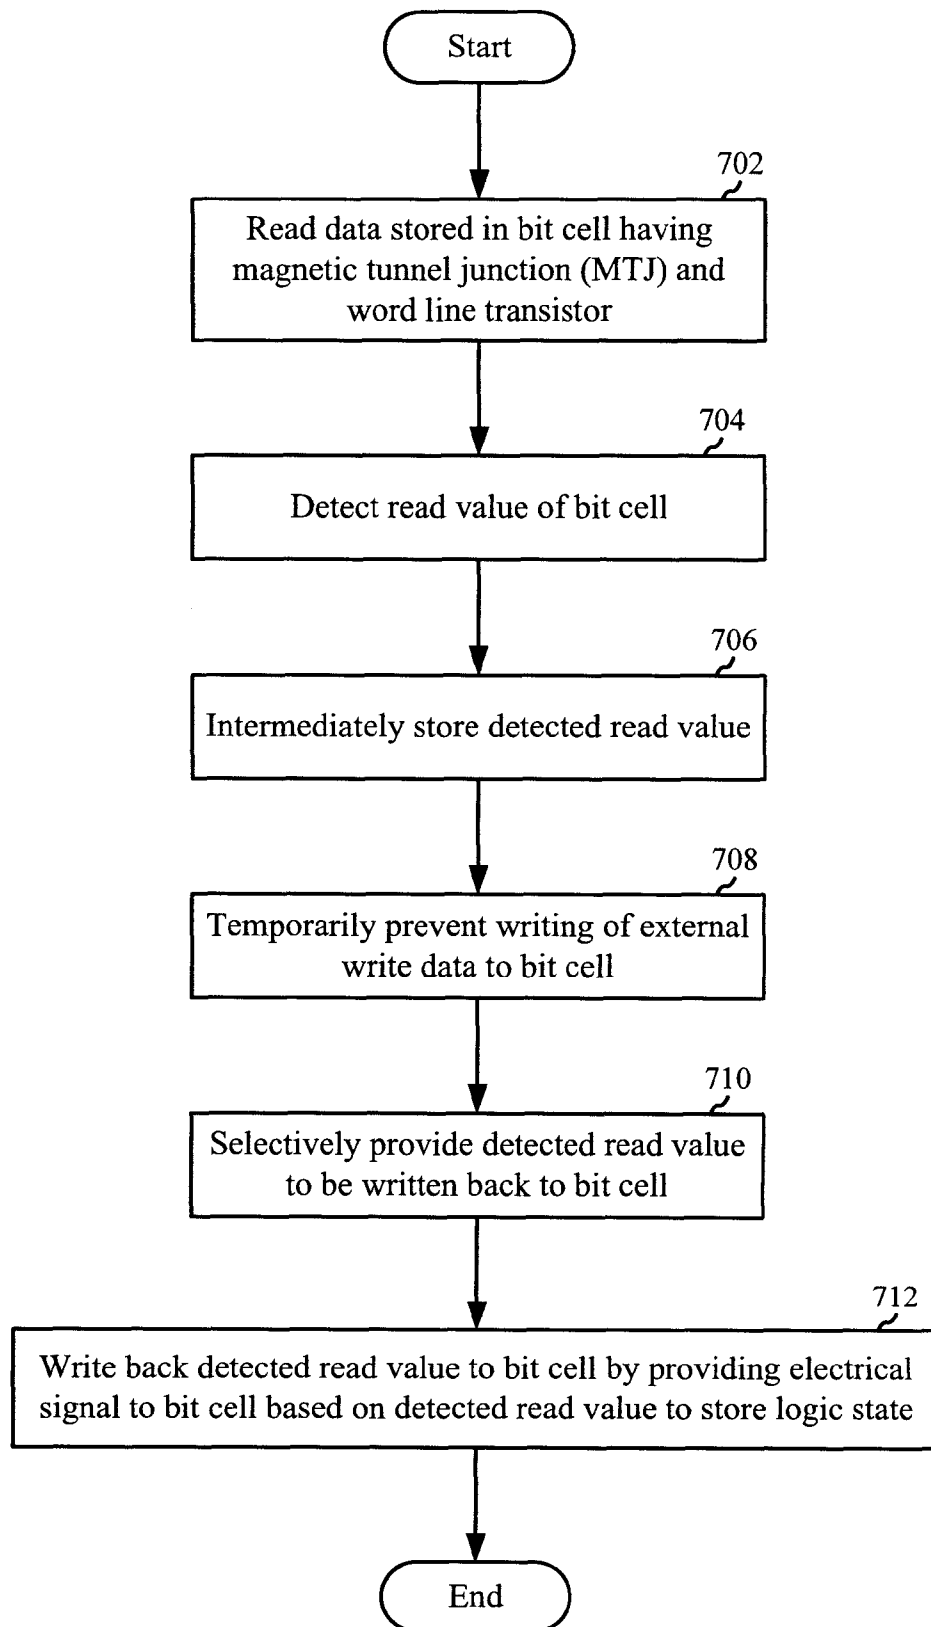 Start
702
Read data stored in bit cell having
magnetic tunnel junction (MTJ) and
word line transistor
704
Detect read value of bit cell
706
Intermediately store detected read value
708
Temporarily prevent writing of external
write data to bit cell
710
Selectively provide detected read value
to be written back to bit cell
712
Write back detected read value to bit cell by providing electrical
signal to bit cell based on detected read value to store logic state
End